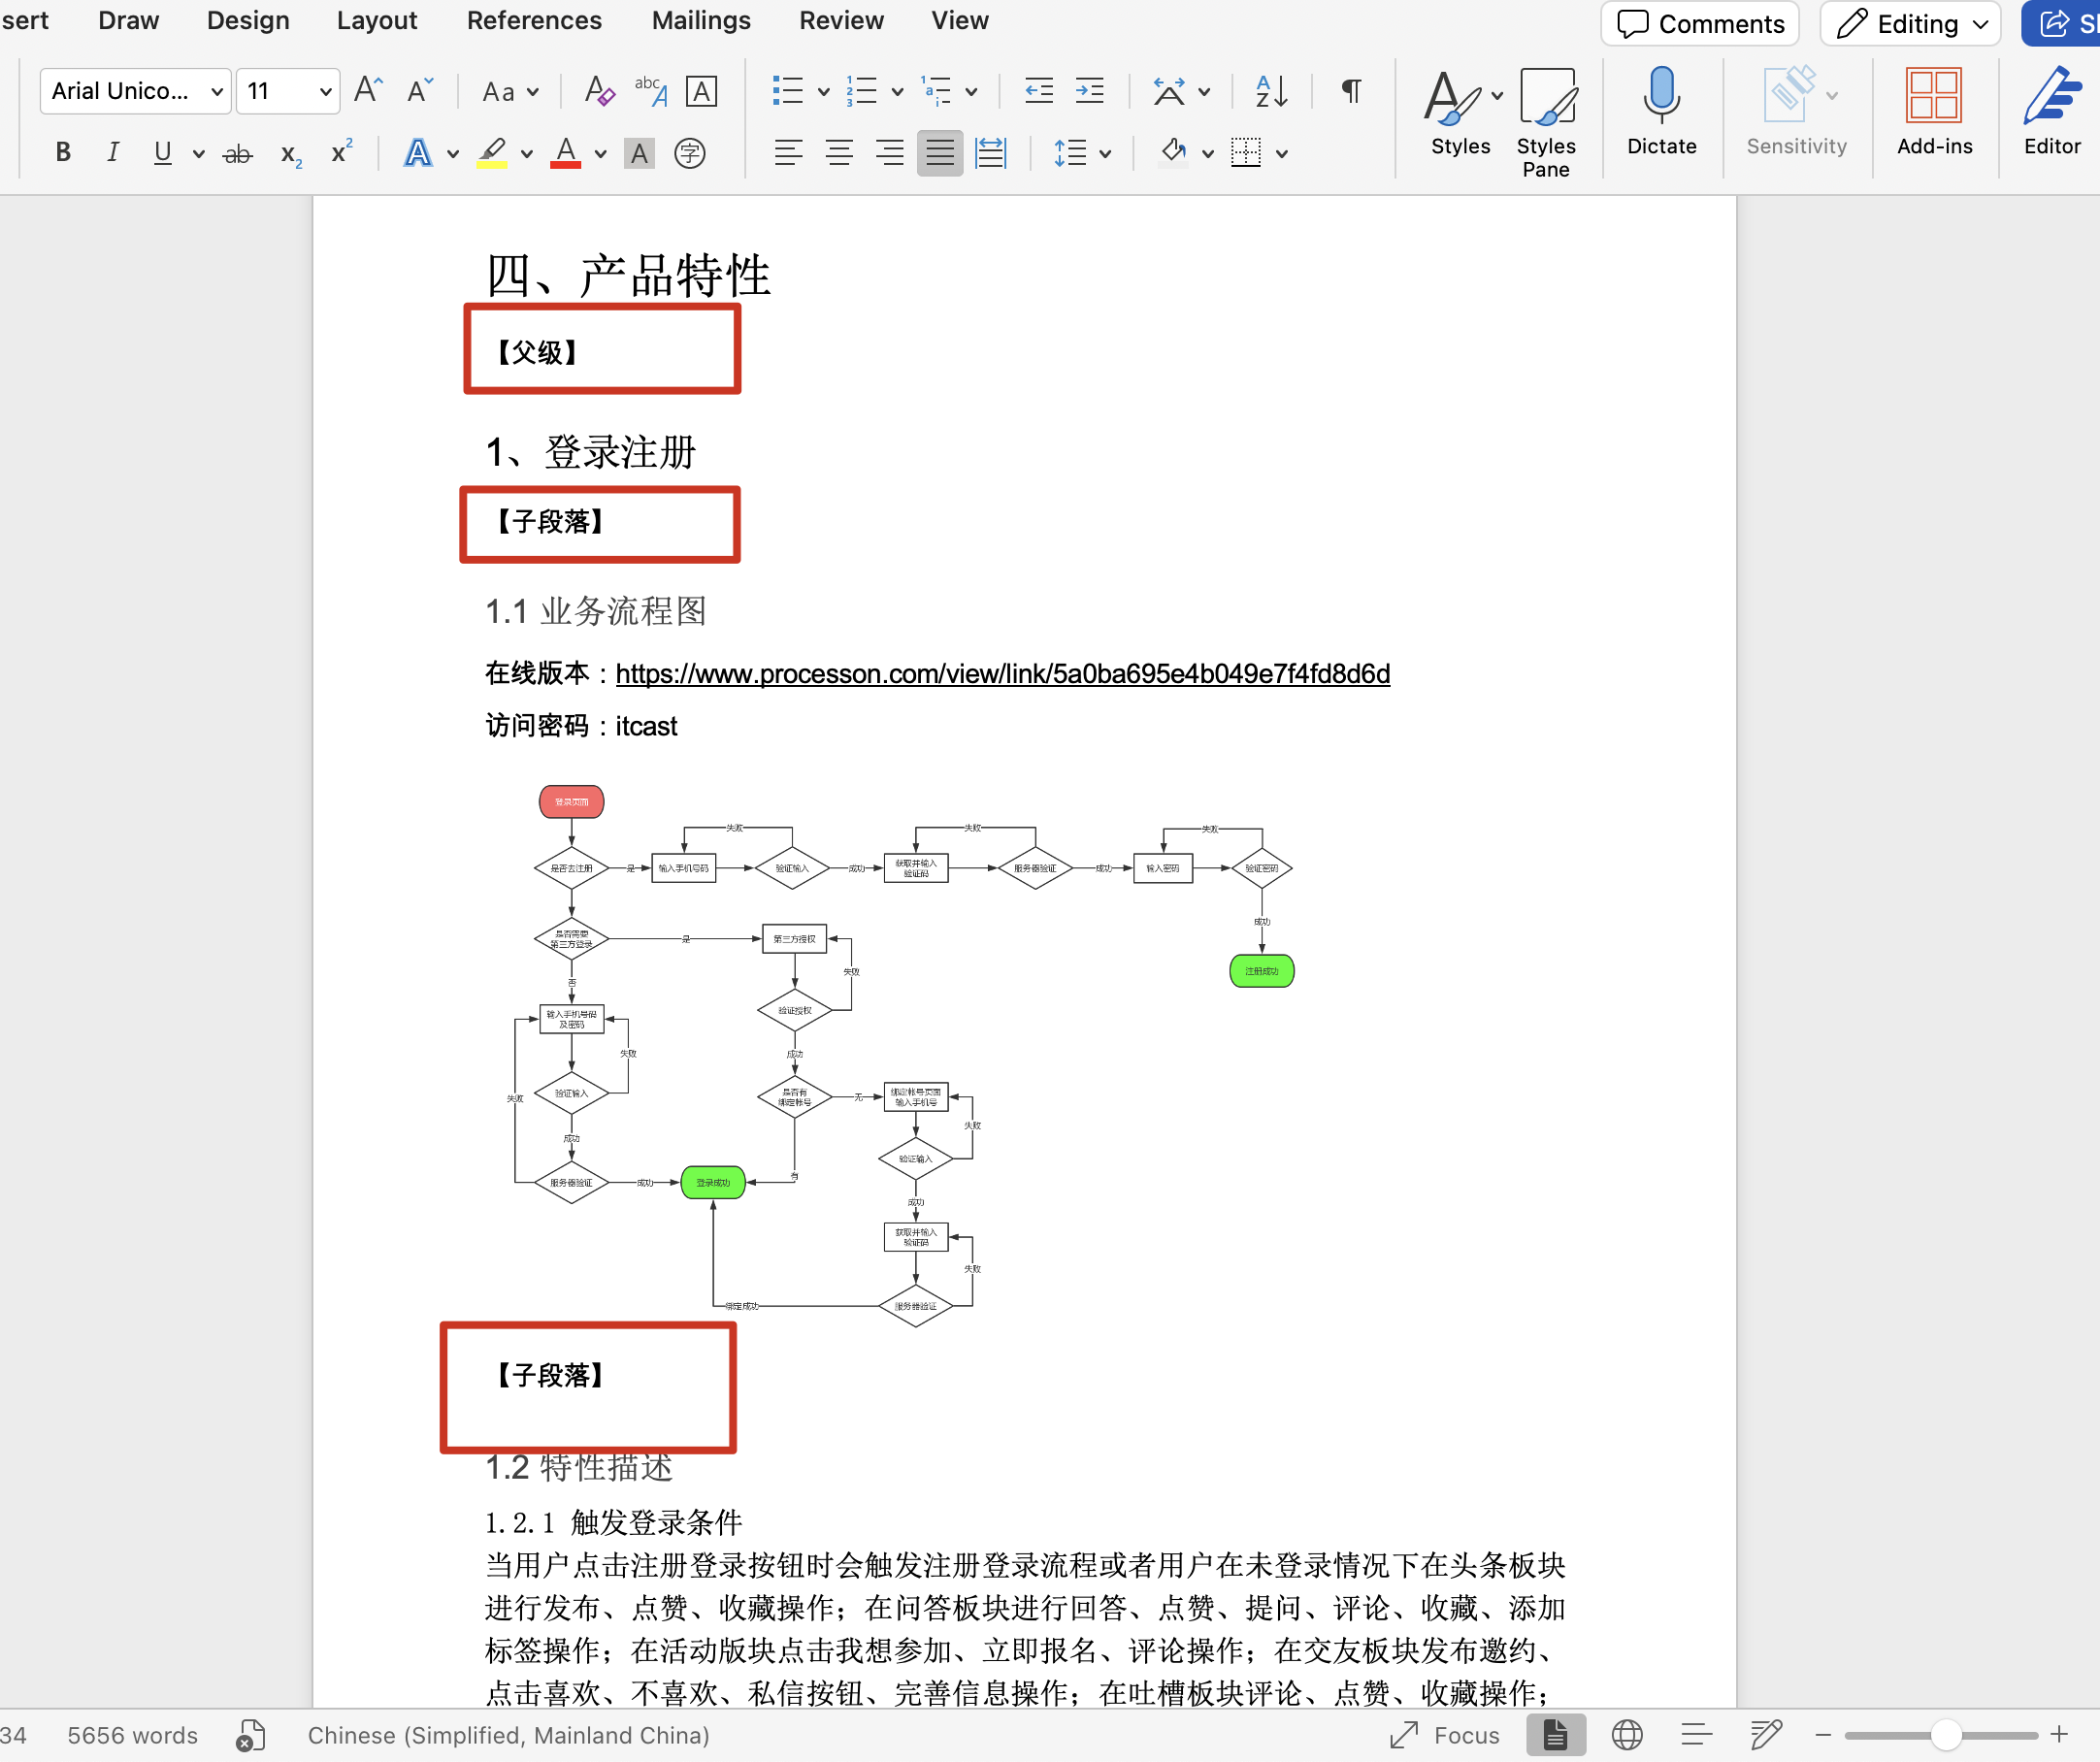 sert Draw Design Layout References Mailings Review View Comments Editing
Arial Unico... 11 Aa
B I U ab x2 x2 A A A 字
Styles Styles Pane Dictate Sensitivity Add-ins Editor
四、产品特性
【父级】
1、登录注册
【子段落】
1.1 业务流程图
在线版本：https://www.processon.com/view/link/5a0ba695e4b049e7f4fd8d6d
访问密码：itcast
登录页面
失败 失败 失败
是否去注册 是 输入手机号码 验证输入 成功 获取并输入验证码 服务器验证 成功 输入密码 验证密码
成功
是否需要第三方登录 是 第三方授权
失败 注册成功
否
输入手机号码及密码 验证授权
失败 成功
失败 验证输入 是否有绑定帐号 无 绑定帐号页面输入手机号
失败
成功 验证输入
服务器验证 成功 登录成功 有
成功
获取并输入验证码
失败
绑定成功 服务器验证
【子段落】
1.2 特性描述
1.2.1 触发登录条件
当用户点击注册登录按钮时会触发注册登录流程或者用户在未登录情况下在头条板块
进行发布、点赞、收藏操作；在问答板块进行回答、点赞、提问、评论、收藏、添加
标签操作；在活动版块点击我想参加、立即报名、评论操作；在交友板块发布邀约、
点击喜欢、不喜欢、私信按钮、完善信息操作；在吐槽板块评论、点赞、收藏操作；
34 5656 words Chinese (Simplified, Mainland China) Focus